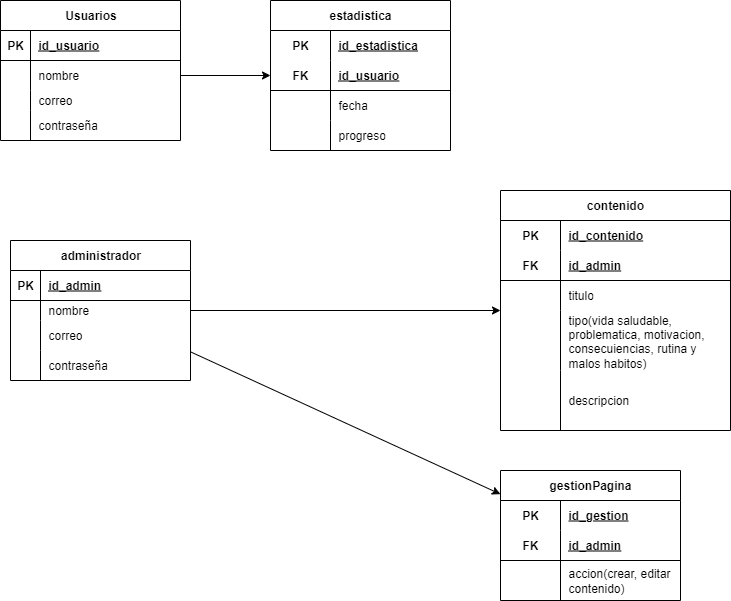 Usuarios
PK id_usuario
nombre
correo
contraseña
estadistica
PK id_estadistica
FK id_usuario
fecha
progreso
administrador
PK id_admin
nombre
correo
contraseña
contenido
PK id_contenido
FK id_admin
titulo
tipo(vida saludable,
problematica, motivacion,
consecuiencias, rutina y
malos habitos)
descripcion
gestionPagina
PK id_gestion
FK id_admin
accion(crear, editar
contenido)